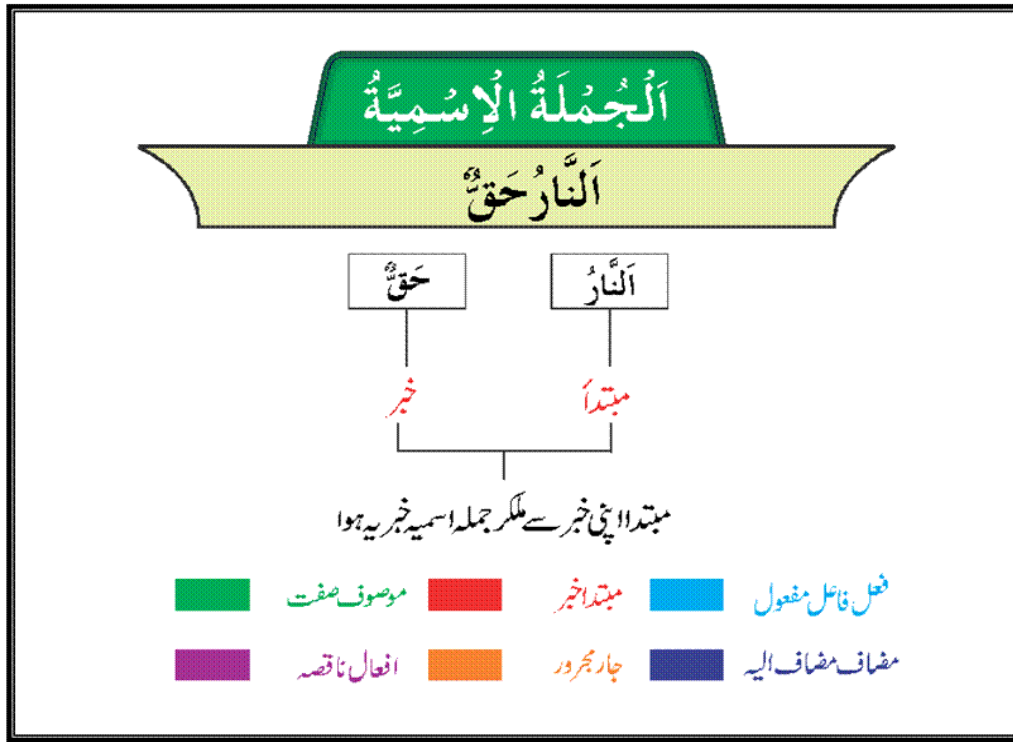 اَلْجُمْلَةُ الْاِسْمِيَّةُ
اَلنَّارُ حَقٌّ
اَلنَّارُ حَقٌّ
مبتدأ خبر
مبتدا اپنی خبر سے ملکر جملہ اسمیہ خبریہ ہوا
فعل فاعل مفعول مبتدا خبر موصوف صفت
مضاف مضاف الیہ جار مجرور افعال ناقصہ